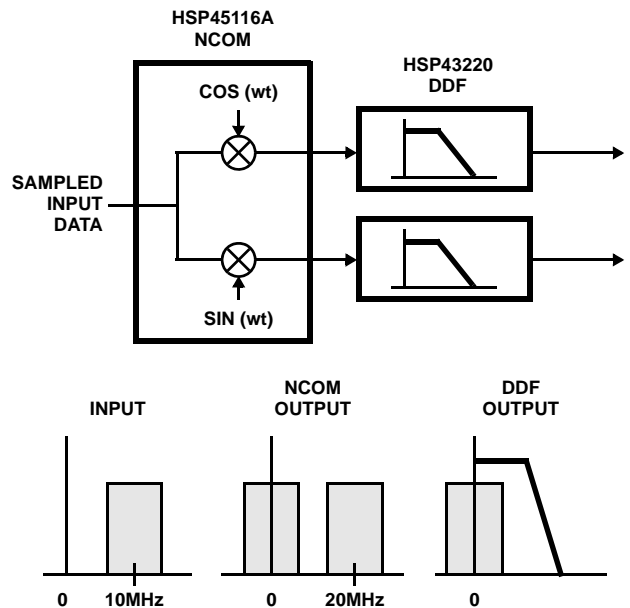 HSP45116A
NCOM
HSP43220
DDF
COS (wt)
SAMPLED
INPUT
DATA
SIN (wt)
INPUT
NCOM
OUTPUT
DDF
OUTPUT
0
10MHz
0
20MHz
0